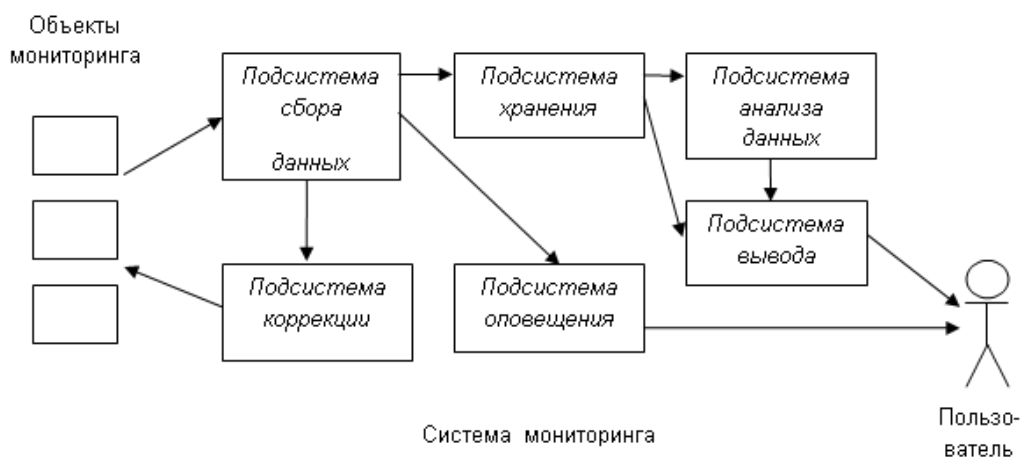 Объекты
мониторинга
Подсистема
сбора
данных
Подсистема
хранения
Подсистема
анализа
данных
Подсистема
вывода
Подсистема
коррекции
Подсистема
оповещения
Пользо-
ватель
Система мониторинга